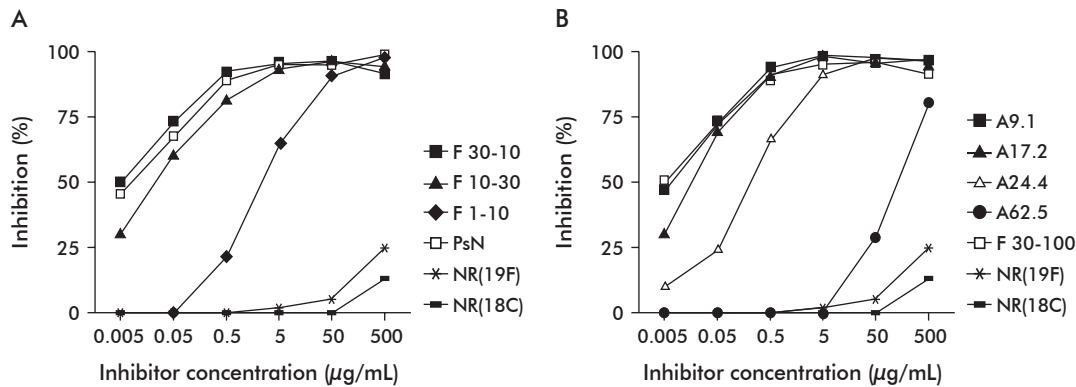 A
B
100
75
50
25
0
Inhibition (%)
0.005 0.05 0.5 5 50 500
Inhibitor concentration (µg/mL)
F 30-10
F 10-30
F 1-10
PsN
NR(19F)
NR(18C)
100
75
50
25
0
Inhibition (%)
0.005 0.05 0.5 5 50 500
Inhibitor concentration (µg/mL)
A9.1
A17.2
A24.4
A62.5
F 30-100
NR(19F)
NR(18C)